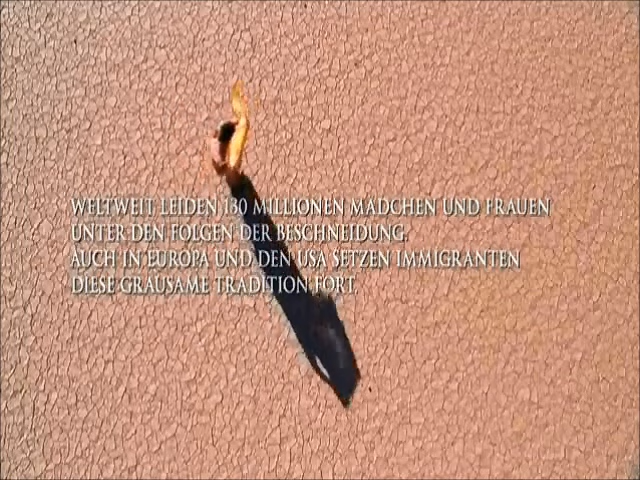 WELTWEIT LEIDEN 130 MILLIONEN MÄDCHEN UND FRAUEN
UNTER DEN FOLGEN DER BESCHNEIDUNG.
AUCH IN EUROPA UND DEN USA SETZEN IMMIGRANTEN
DIESE GRAUSAME TRADITION FORT.